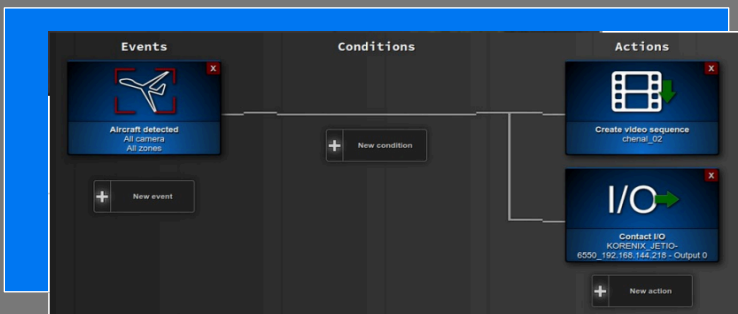 Events
Conditions
Actions
X
Aircraft detected
All camera
All zones
New event
New condition
X
Create video sequence
chenal_02
X
I/O
Contact I/O
KORENIX_JETIO-
6550_192.168.144.218 - Output 0
New action